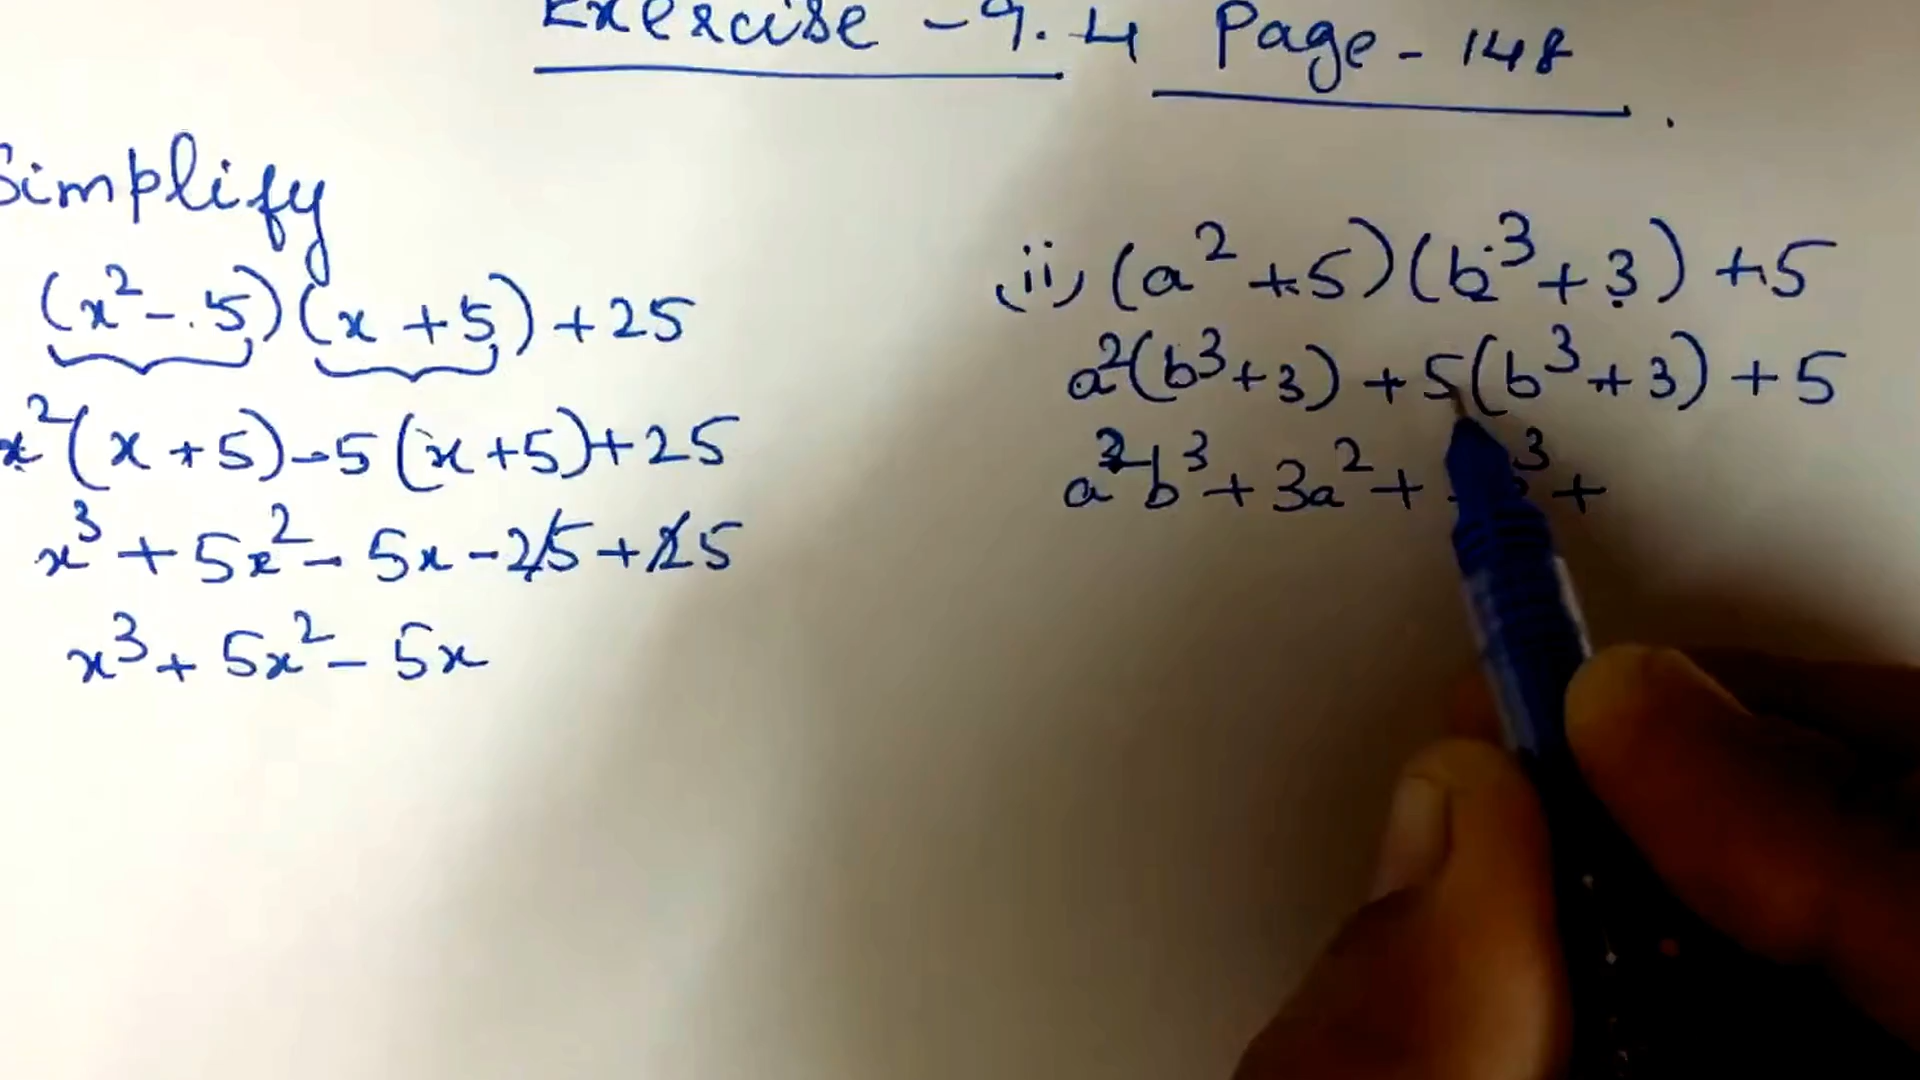 Exercise - 9.4 Page - 148
Simplify
(x² - 5)(x + 5) + 25
x²(x + 5) - 5(x + 5) + 25
x³ + 5x² - 5x - 25 + 25
x³ + 5x² - 5x
(ii) (a² + 5)(b³ + 3) + 5
a²(b³ + 3) + 5(b³ + 3) + 5
a²b³ + 3a² + ³ +